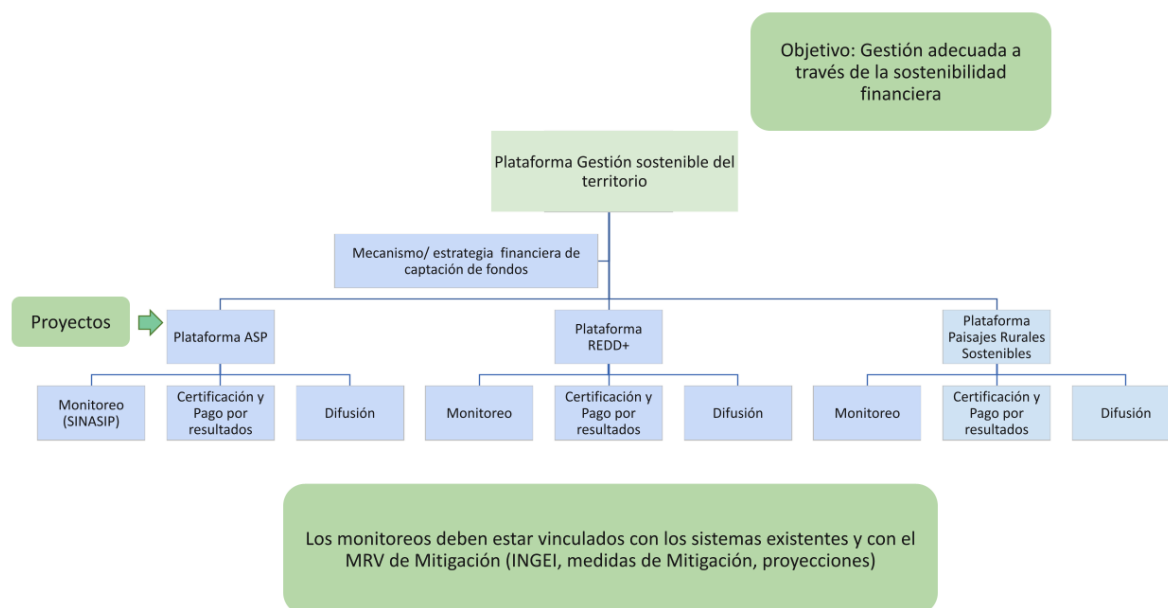 Objetivo: Gestión adecuada a
través de la sostenibilidad
financiera
Plataforma Gestión sostenible del
territorio
Mecanismo/ estrategia  financiera de
captación de fondos
Proyectos
Plataforma ASP
Plataforma
REDD+
Plataforma
Paisajes Rurales
Sostenibles
Monitoreo
(SINASIP)
Certificación y
Pago por
resultados
Difusión
Monitoreo
Certificación y
Pago por
resultados
Difusión
Monitoreo
Certificación y
Pago por
resultados
Difusión
Los monitoreos deben estar vinculados con los sistemas existentes y con el
MRV de Mitigación (INGEI, medidas de Mitigación, proyecciones)